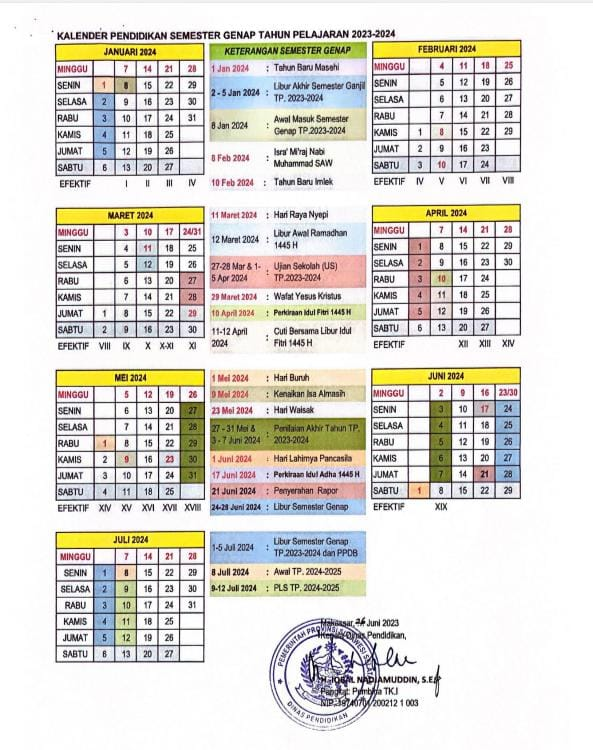 KALENDER PENDIDIKAN SEMESTER GENAP TAHUN PELAJARAN 2023-2024
JANUARI 2024
MINGGU 7 14 21 28
SENIN 1 8 15 22 29
SELASA 2 9 16 23 30
RABU 3 10 17 24 31
KAMIS 4 11 18 25
JUMAT 5 12 19 26
SABTU 6 13 20 27
EFEKTIF I II III IV
KETERANGAN SEMESTER GENAP
1 Jan 2024 : Tahun Baru Masehi
2 - 5 Jan 2024 : Libur Akhir Semester Ganjil
TP. 2023-2024
8 Jan 2024 : Awal Masuk Semester
Genap TP.2023-2024
8 Feb 2024 : Isra' Mi'raj Nabi
Muhammad SAW
10 Feb 2024 : Tahun Baru Imlek
FEBRUARI 2024
MINGGU 4 11 18 25
SENIN 5 12 19 26
SELASA 6 13 20 27
RABU 7 14 21 28
KAMIS 1 8 15 22 29
JUMAT 2 9 16 23
SABTU 3 10 17 24
EFEKTIF IV V VI VII VIII
MARET 2024
MINGGU 3 10 17 24/31
SENIN 4 11 18 25
SELASA 5 12 19 26
RABU 6 13 20 27
KAMIS 7 14 21 28
JUMAT 1 8 15 22 29
SABTU 2 9 16 23 30
EFEKTIF VIII IX X X-XI XI
11 Maret 2024 : Hari Raya Nyepi
12 Maret 2024 : Libur Awal Ramadhan
1445 H
27-28 Mar & 1-
5 Apr 2024 : Ujian Sekolah (US)
TP.2023-2024
29 Maret 2024 : Wafat Yesus Kristus
10 April 2024 : Perkiraan Idul Fitri 1445 H
11-12 April
2024 : Cuti Bersama Libur Idul
Fitri 1445 H
APRIL 2024
MINGGU 7 14 21 28
SENIN 1 8 15 22 29
SELASA 2 9 16 23 30
RABU 3 10 17 24
KAMIS 4 11 18 25
JUMAT 5 12 19 26
SABTU 6 13 20 27
EFEKTIF XII XIII XIV
MEI 2024
MINGGU 5 12 19 26
SENIN 6 13 20 27
SELASA 7 14 21 28
RABU 1 8 15 22 29
KAMIS 2 9 16 23 30
JUMAT 3 10 17 24 31
SABTU 4 11 18 25
EFEKTIF XIV XV XVI XVII XVIII
1 Mei 2024 : Hari Buruh
9 Mei 2024 : Kenaikan Isa Almasih
23 Mei 2024 : Hari Waisak
27 - 31 Mei &
3 - 7 Juni 2024 : Penilaian Akhir Tahun TP.
2023-2024
1 Juni 2024 : Hari Lahirnya Pancasila
17 Juni 2024 : Perkiraan Idul Adha 1445 H
21 Juni 2024 : Penyerahan Rapor
24-28 Juni 2024 : Libur Semester Genap
JUNI 2024
MINGGU 2 9 16 23/30
SENIN 3 10 17 24
SELASA 4 11 18 25
RABU 5 12 19 26
KAMIS 6 13 20 27
JUMAT 7 14 21 28
SABTU 1 8 15 22 29
EFEKTIF XIX
JULI 2024
MINGGU 7 14 21 28
SENIN 1 8 15 22 29
SELASA 2 9 16 23 30
RABU 3 10 17 24 31
KAMIS 4 11 18 25
JUMAT 5 12 19 26
SABTU 6 13 20 27
1-5 Juli 2024 : Libur Semester Genap
TP.2023-2024 dan PPDB
8 Juli 2024 : Awal TP. 2024-2025
9-12 Juli 2024 : PLS TP. 2024-2025
Makassar, Juni 2023
Kepala Dinas Pendidikan,
H. IQBAL NADJAMUDDIN, S.E
Pangkat: Pembina TK.I
200212 1 003
PEMERINTAH PROVINSI SULAWESI SELATAN
DINAS PENDIDIKAN